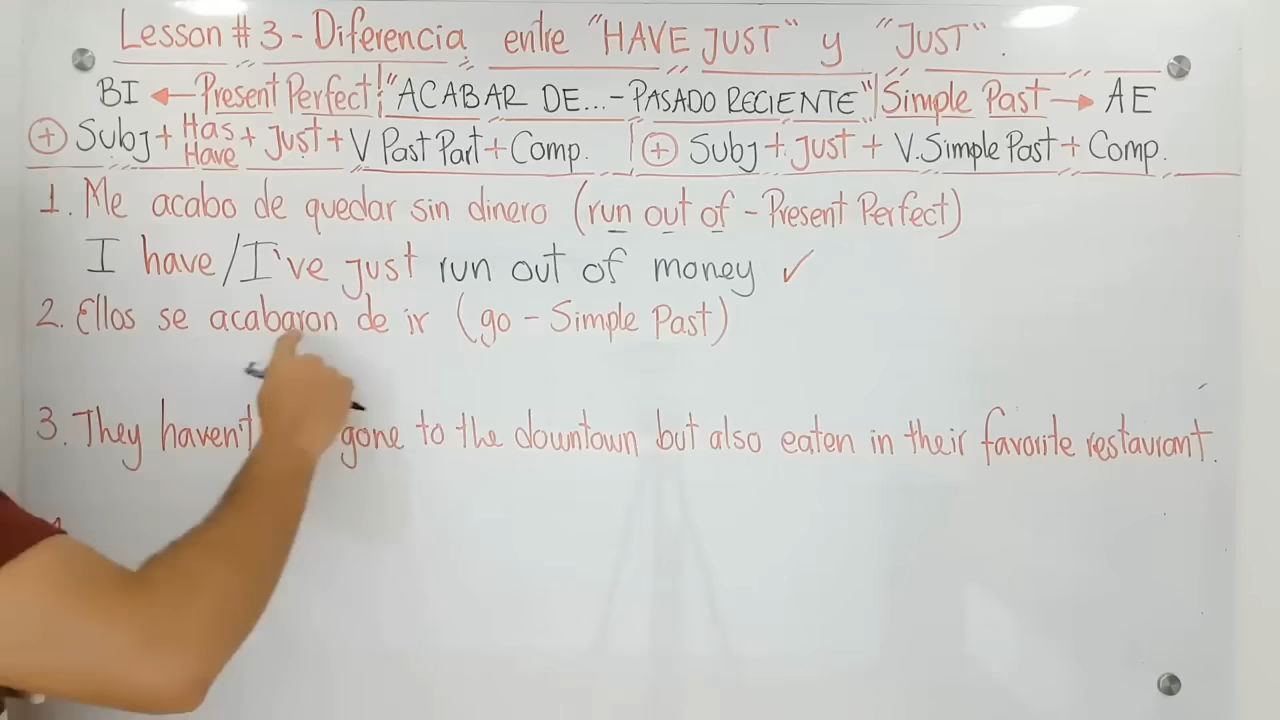 Lesson # 3 - Diferencia entre "HAVE JUST" y "JUST".
BI ← Present Perfect | "ACABAR DE... - PASADO RECIENTE" | Simple Past → AE
+ Subj + Has Have + Just + V Past Part + Comp. | + Subj + Just + V. Simple Past + Comp.
1. Me acabo de quedar sin dinero (run out of - Present Perfect)
I have/I've just run out of money ✓
2. Ellos se acabaron de ir (go - Simple Past)
3. They haven't gone to the downtown but also eaten in their favorite restaurant.